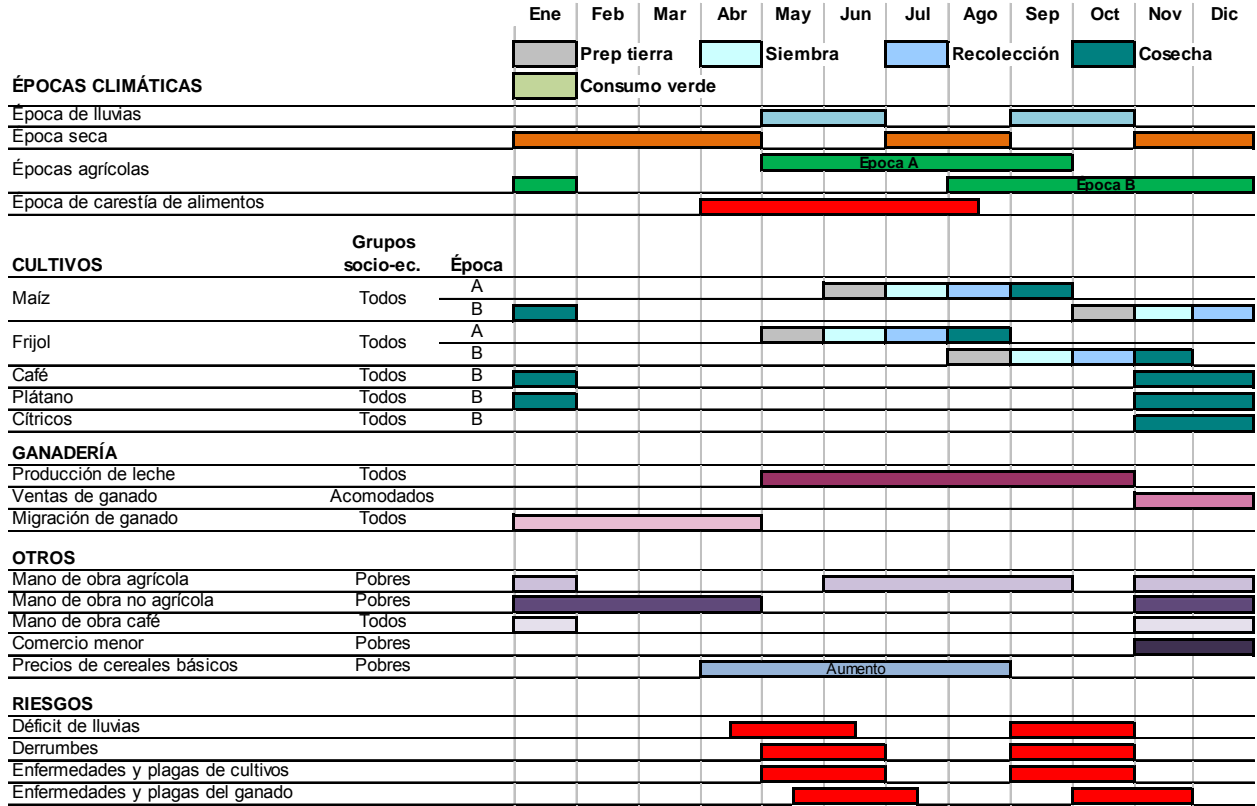 Ene Feb Mar Abr May Jun Jul Ago Sep Oct Nov Dic
Prep tierra Siembra Recolección Cosecha
ÉPOCAS CLIMÁTICAS Consumo verde
Época de lluvias
Época seca
Épocas agrícolas Época A
Época B
Época de carestía de alimentos
Grupos
CULTIVOS socio-ec. Época
Maíz Todos A
B
Frijol Todos A
B
Café Todos B
Plátano Todos B
Cítricos Todos B
GANADERÍA
Producción de leche Todos
Ventas de ganado Acomodados
Migración de ganado Todos
OTROS
Mano de obra agrícola Pobres
Mano de obra no agrícola Pobres
Mano de obra café Todos
Comercio menor Pobres
Precios de cereales básicos Pobres Aumento
RIESGOS
Déficit de lluvias
Derrumbes
Enfermedades y plagas de cultivos
Enfermedades y plagas del ganado